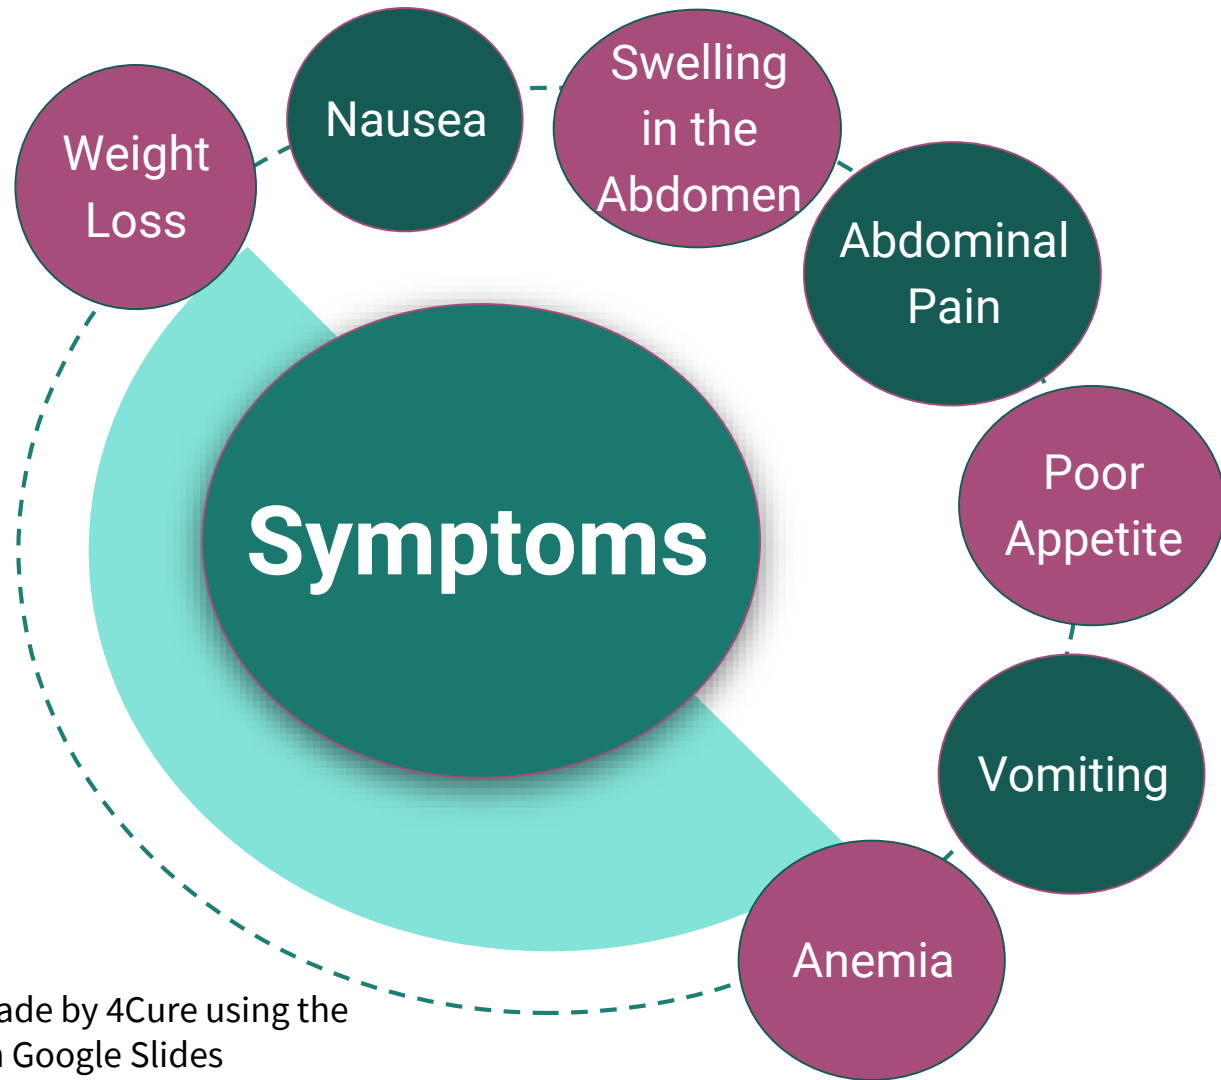 Weight
Loss
Nausea
Swelling
in the
Abdomen
Abdominal
Pain
Poor
Appetite
Vomiting
Anemia
Symptoms
by 4Cure using the
Google Slides